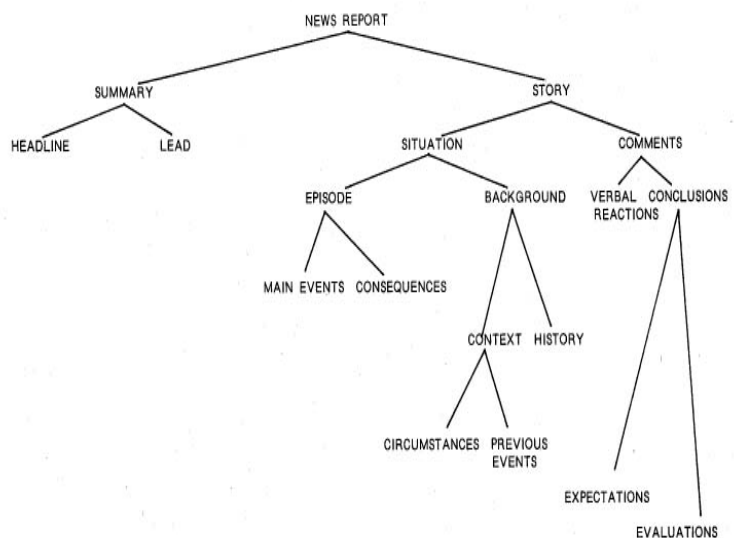 NEWS REPORT
SUMMARY STORY
HEADLINE LEAD SITUATION COMMENTS
EPISODE BACKGROUND VERBAL CONCLUSIONS
REACTIONS
MAIN EVENTS CONSEQUENCES
CONTEXT HISTORY
CIRCUMSTANCES PREVIOUS
EVENTS
EXPECTATIONS
EVALUATIONS